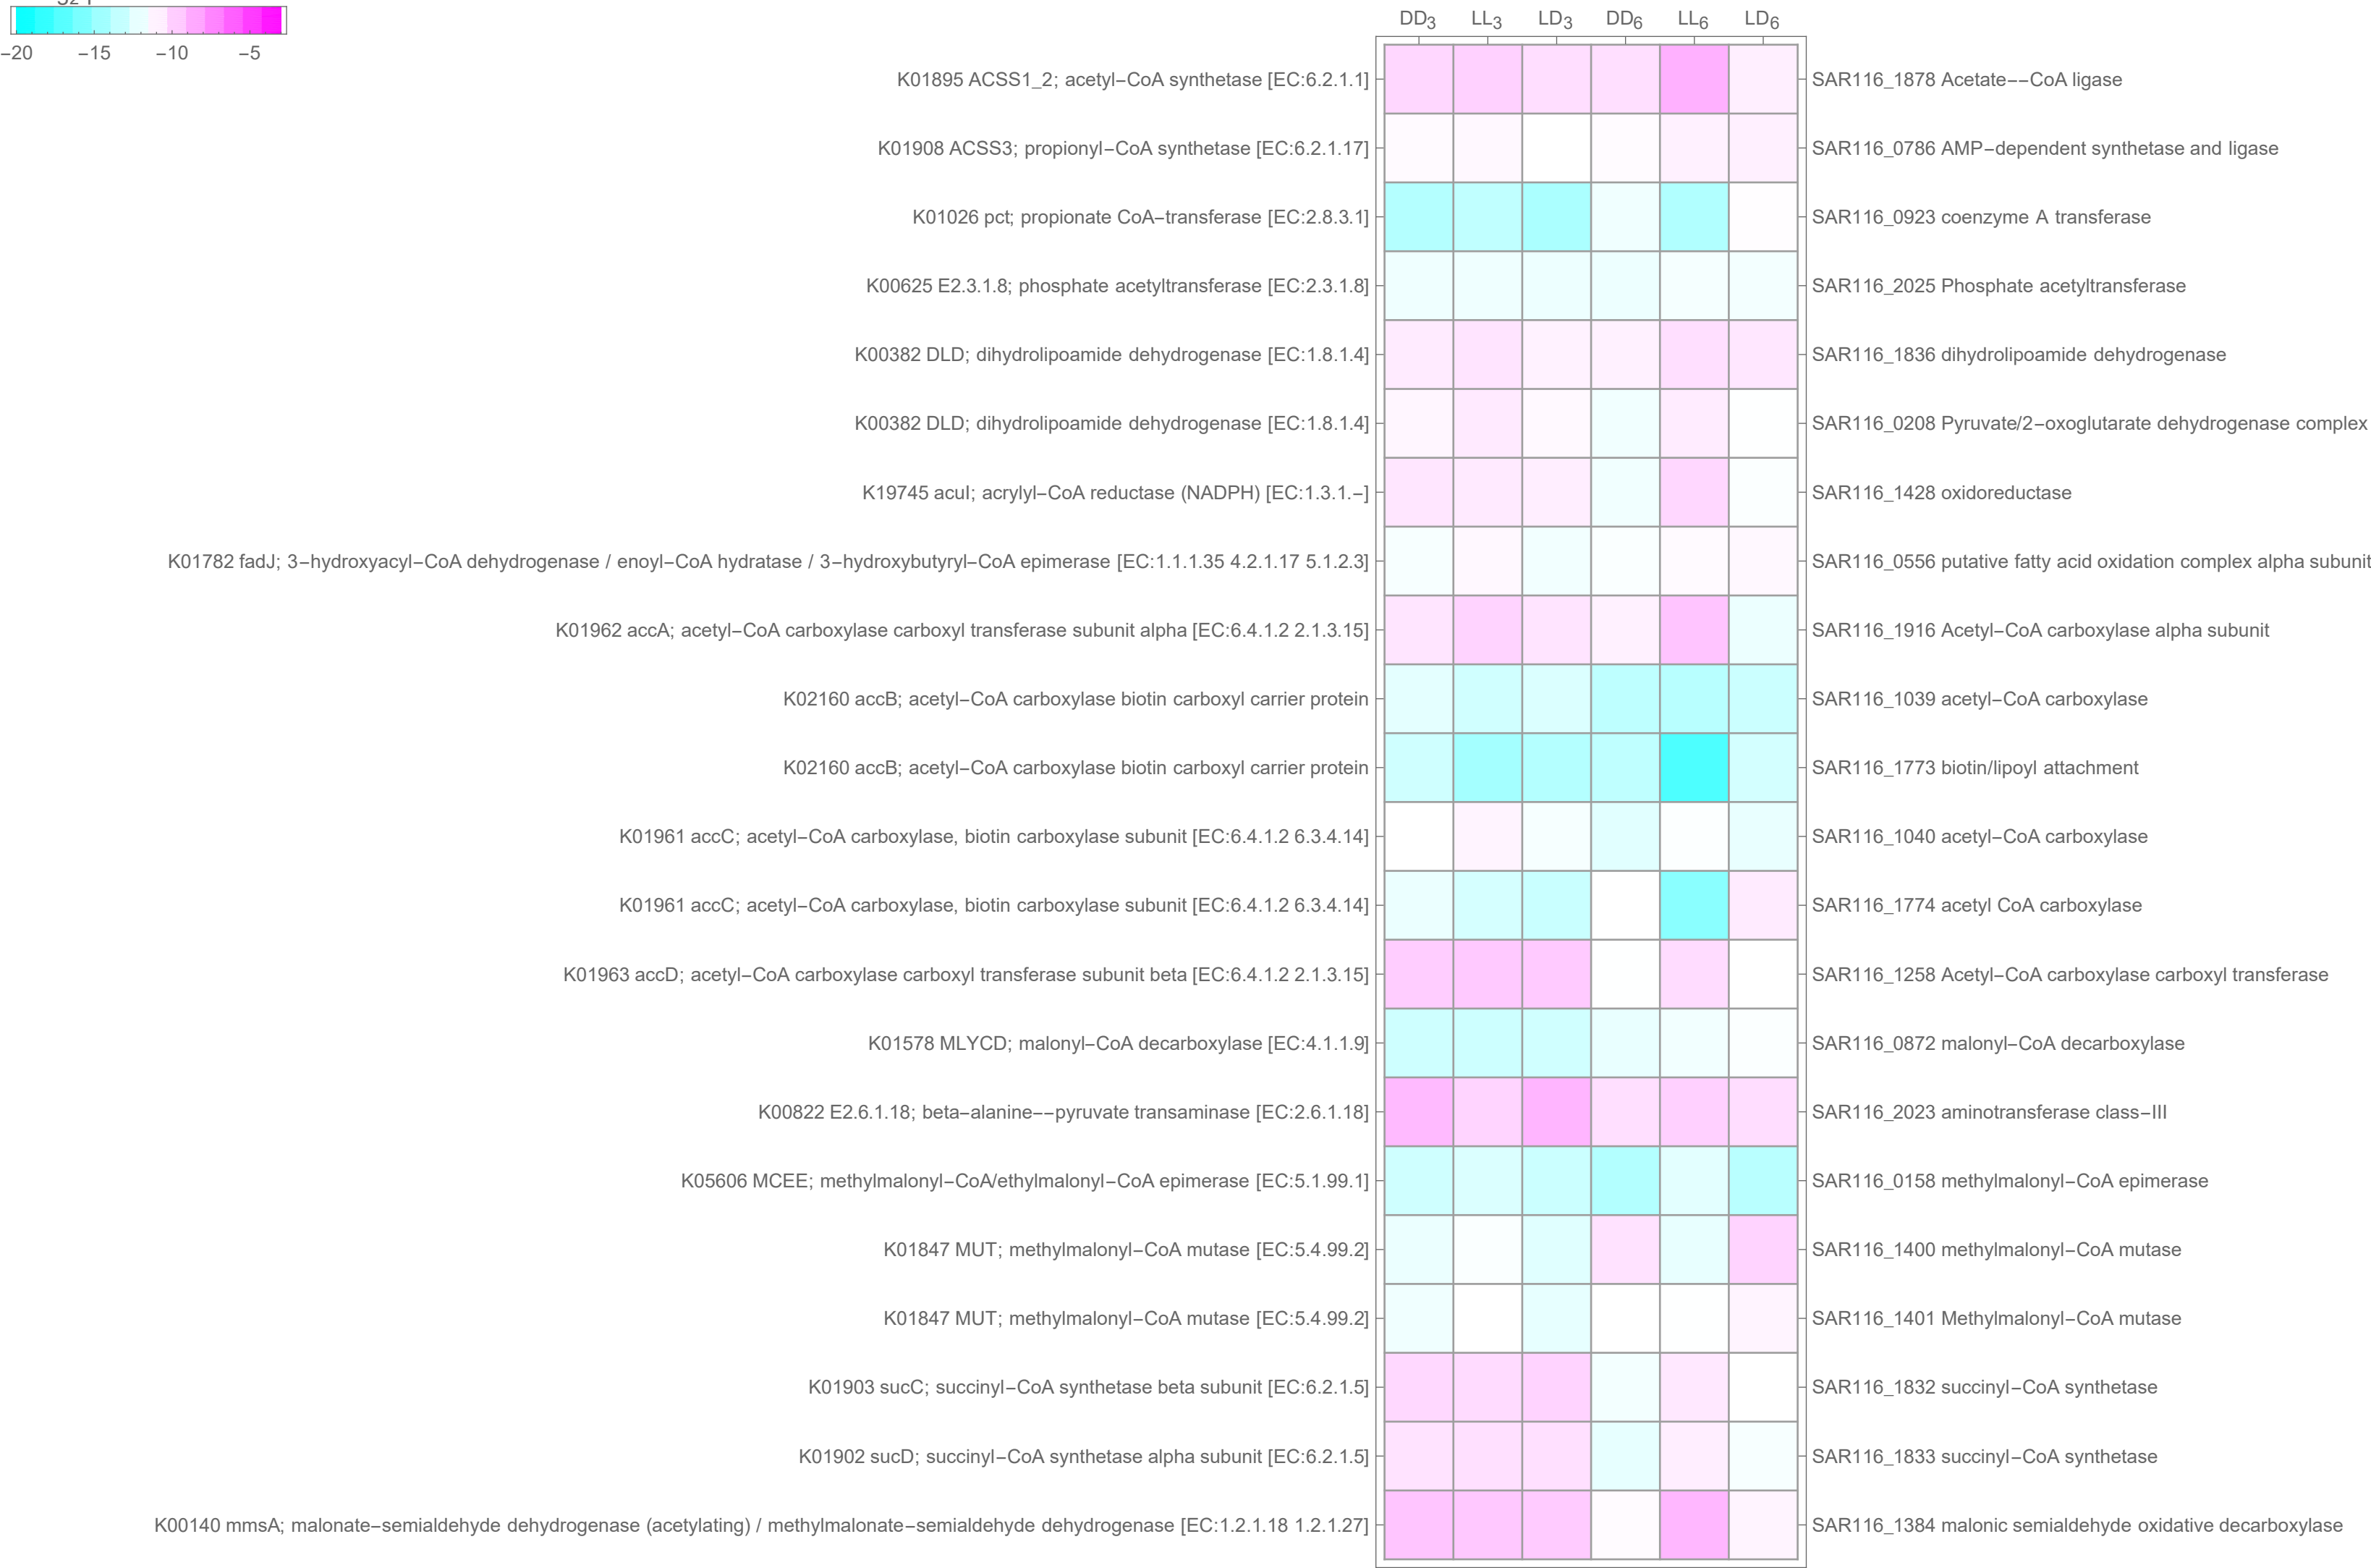 −20 −15 −10 −5
DD3 LL3 LD3 DD6 LL6 LD6
K01895 ACSS1_2; acetyl−CoA synthetase [EC:6.2.1.1] SAR116_1878 Acetate−−CoA ligase
K01908 ACSS3; propionyl−CoA synthetase [EC:6.2.1.17] SAR116_0786 AMP−dependent synthetase and ligase
K01026 pct; propionate CoA−transferase [EC:2.8.3.1] SAR116_0923 coenzyme A transferase
K00625 E2.3.1.8; phosphate acetyltransferase [EC:2.3.1.8] SAR116_2025 Phosphate acetyltransferase
K00382 DLD; dihydrolipoamide dehydrogenase [EC:1.8.1.4] SAR116_1836 dihydrolipoamide dehydrogenase
K00382 DLD; dihydrolipoamide dehydrogenase [EC:1.8.1.4] SAR116_0208 Pyruvate/2−oxoglutarate dehydrogenase complex
K19745 acuI; acrylyl−CoA reductase (NADPH) [EC:1.3.1.−] SAR116_1428 oxidoreductase
K01782 fadJ; 3−hydroxyacyl−CoA dehydrogenase / enoyl−CoA hydratase / 3−hydroxybutyryl−CoA epimerase [EC:1.1.1.35 4.2.1.17 5.1.2.3] SAR116_0556 putative fatty acid oxidation complex alpha subunit
K01962 accA; acetyl−CoA carboxylase carboxyl transferase subunit alpha [EC:6.4.1.2 2.1.3.15] SAR116_1916 Acetyl−CoA carboxylase alpha subunit
K02160 accB; acetyl−CoA carboxylase biotin carboxyl carrier protein SAR116_1039 acetyl−CoA carboxylase
K02160 accB; acetyl−CoA carboxylase biotin carboxyl carrier protein SAR116_1773 biotin/lipoyl attachment
K01961 accC; acetyl−CoA carboxylase, biotin carboxylase subunit [EC:6.4.1.2 6.3.4.14] SAR116_1040 acetyl−CoA carboxylase
K01961 accC; acetyl−CoA carboxylase, biotin carboxylase subunit [EC:6.4.1.2 6.3.4.14] SAR116_1774 acetyl CoA carboxylase
K01963 accD; acetyl−CoA carboxylase carboxyl transferase subunit beta [EC:6.4.1.2 2.1.3.15] SAR116_1258 Acetyl−CoA carboxylase carboxyl transferase
K01578 MLYCD; malonyl−CoA decarboxylase [EC:4.1.1.9] SAR116_0872 malonyl−CoA decarboxylase
K00822 E2.6.1.18; beta−alanine−−pyruvate transaminase [EC:2.6.1.18] SAR116_2023 aminotransferase class−III
K05606 MCEE; methylmalonyl−CoA/ethylmalonyl−CoA epimerase [EC:5.1.99.1] SAR116_0158 methylmalonyl−CoA epimerase
K01847 MUT; methylmalonyl−CoA mutase [EC:5.4.99.2] SAR116_1400 methylmalonyl−CoA mutase
K01847 MUT; methylmalonyl−CoA mutase [EC:5.4.99.2] SAR116_1401 Methylmalonyl−CoA mutase
K01903 sucC; succinyl−CoA synthetase beta subunit [EC:6.2.1.5] SAR116_1832 succinyl−CoA synthetase
K01902 sucD; succinyl−CoA synthetase alpha subunit [EC:6.2.1.5] SAR116_1833 succinyl−CoA synthetase
K00140 mmsA; malonate−semialdehyde dehydrogenase (acetylating) / methylmalonate−semialdehyde dehydrogenase [EC:1.2.1.18 1.2.1.27] SAR116_1384 malonic semialdehyde oxidative decarboxylase